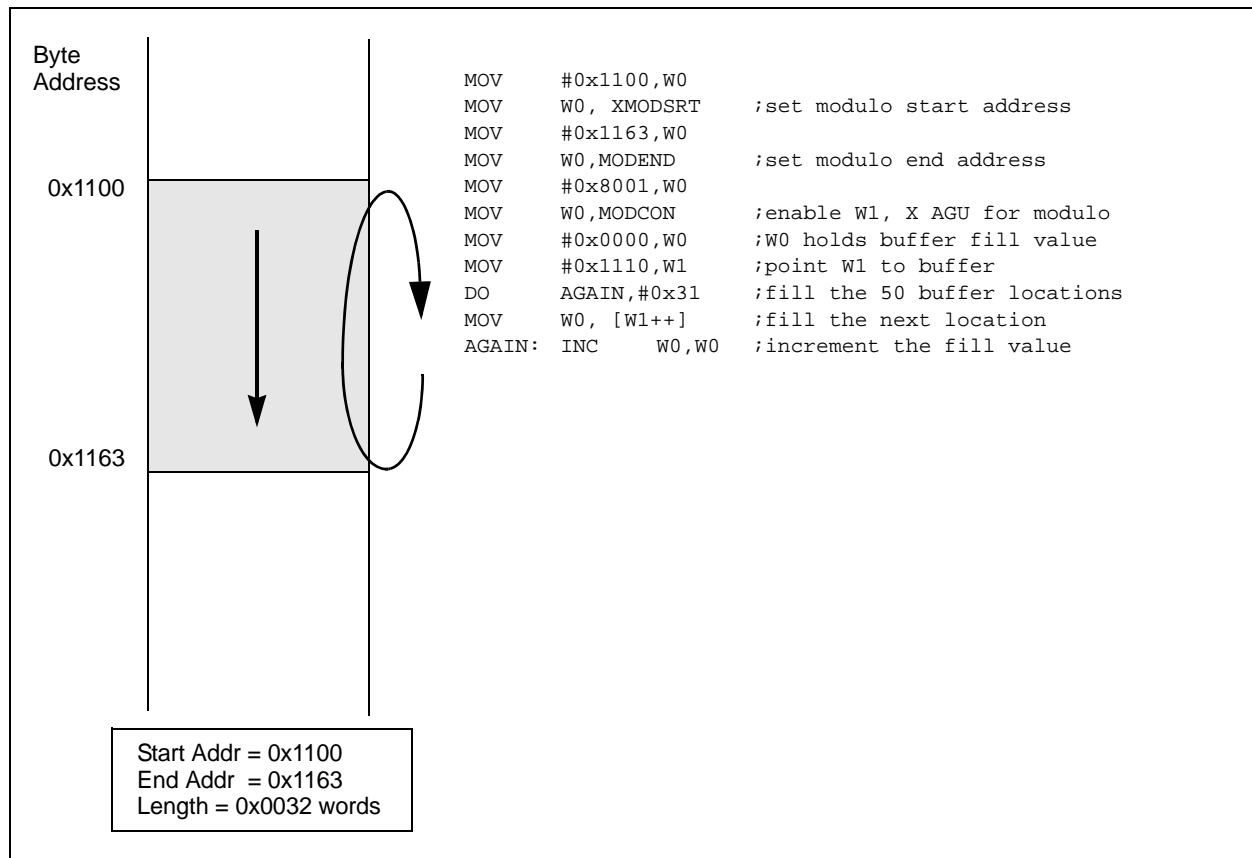 Byte
Address
0x1100
0x1163
MOV #0x1100,W0
MOV W0, XMODSRT ;set modulo start address
MOV #0x1163,W0
MOV W0,MODEND ;set modulo end address
MOV #0x8001,W0
MOV W0,MODCON ;enable W1, X AGU for modulo
MOV #0x0000,W0 ;W0 holds buffer fill value
MOV #0x1110,W1 ;point W1 to buffer
DO AGAIN,#0x31 ;fill the 50 buffer locations
MOV W0, [W1++] ;fill the next location
AGAIN: INC W0,W0 ;increment the fill value
Start Addr = 0x1100
End Addr = 0x1163
Length = 0x0032 words